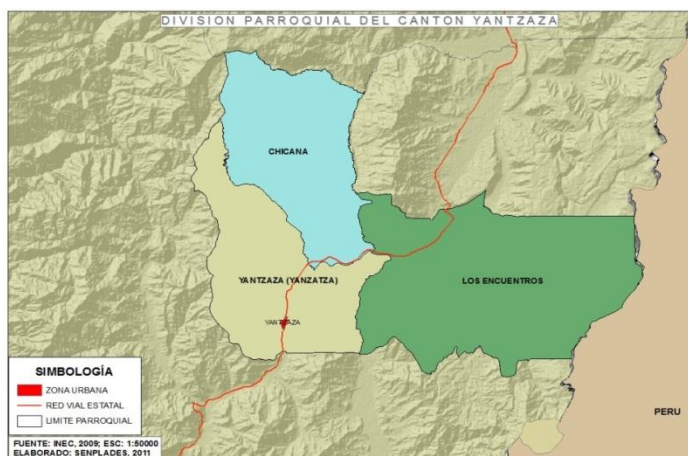 DIVISION PARROQUIAL DEL CANTON YANTZAZA
CHICANA
YANTZAZA (YANZATZA)
LOS ENCUENTROS
YANTZAZA
PERU
SIMBOLOGÍA
ZONA URBANA
RED VIAL ESTATAL
LIMITE PARROQUIAL
FUENTE: INEC, 2009; ESC: 1:50000
ELABORADO: SENPLADES, 2011